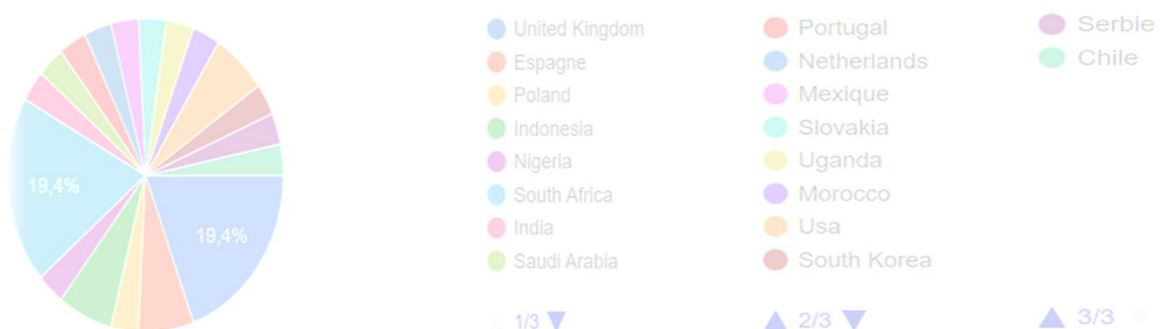 19,4%
19,4%
United Kingdom
Espagne
Poland
Indonesia
Nigeria
South Africa
India
Saudi Arabia
1/3
Portugal
Netherlands
Mexique
Slovakia
Uganda
Morocco
Usa
South Korea
2/3
Serbie
Chile
3/3